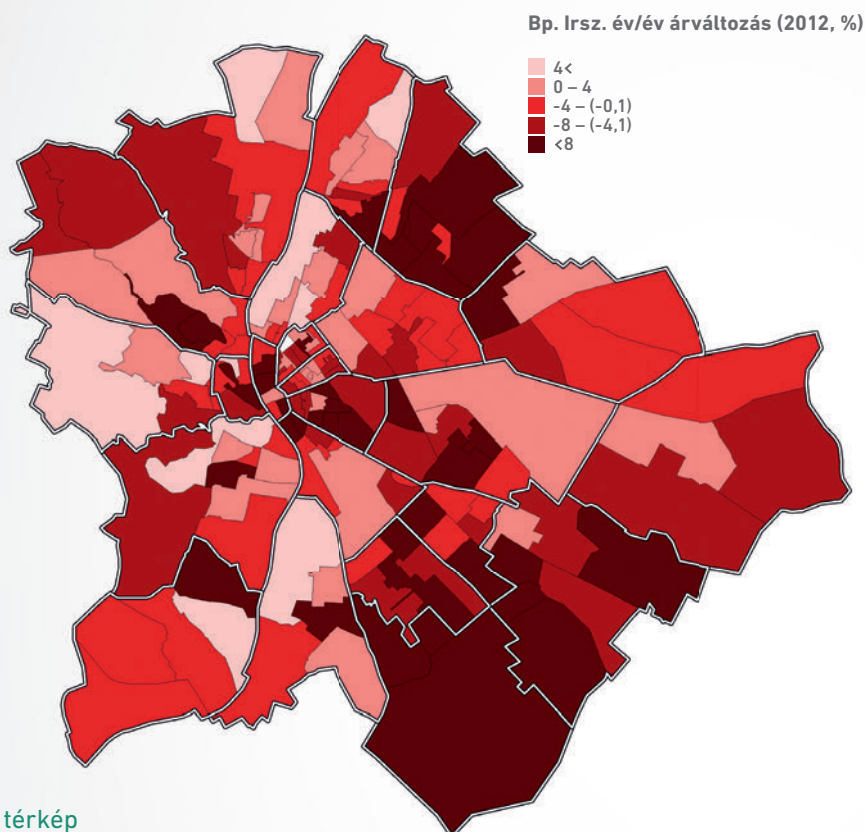 Bp. Irsz. év/év árváltozás (2012, %)
4<
0 – 4
-4 – (-0,1)
-8 – (-4,1)
<8
térkép